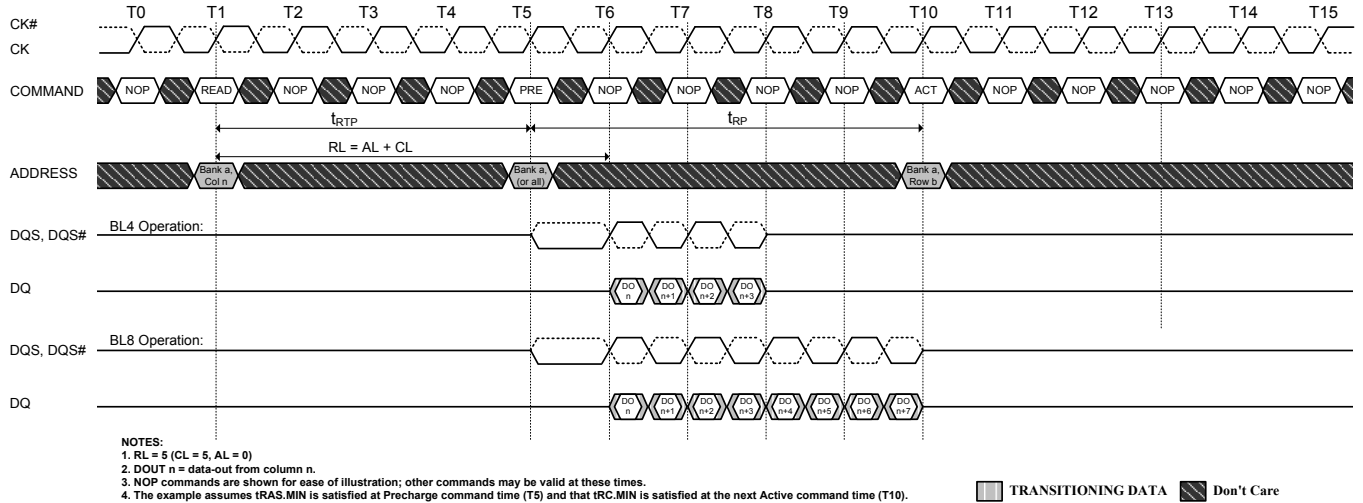 T0 T1 T2 T3 T4 T5 T6 T7 T8 T9 T10 T11 T12 T13 T14 T15
CK#
CK
COMMAND NOP READ NOP NOP NOP PRE NOP NOP NOP NOP ACT NOP NOP NOP NOP NOP
tRTP tRP
RL = AL + CL
ADDRESS
Bank a, Col n
Bank a, (or all)
Bank a, Row b
BL4 Operation:
DQS, DQS#
DQ
DO n DO n+1 DO n+2 DO n+3
BL8 Operation:
DQS, DQS#
DQ
DO n DO n+1 DO n+2 DO n+3 DO n+4 DO n+5 DO n+6 DO n+7
NOTES:
1. RL = 5 (CL = 5, AL = 0)
2. DOUT n = data-out from column n.
3. NOP commands are shown for ease of illustration; other commands may be valid at these times.
4. The example assumes tRAS.MIN is satisfied at Precharge command time (T5) and that tRC.MIN is satisfied at the next Active command time (T10).
TRANSITIONING DATA Don't Care